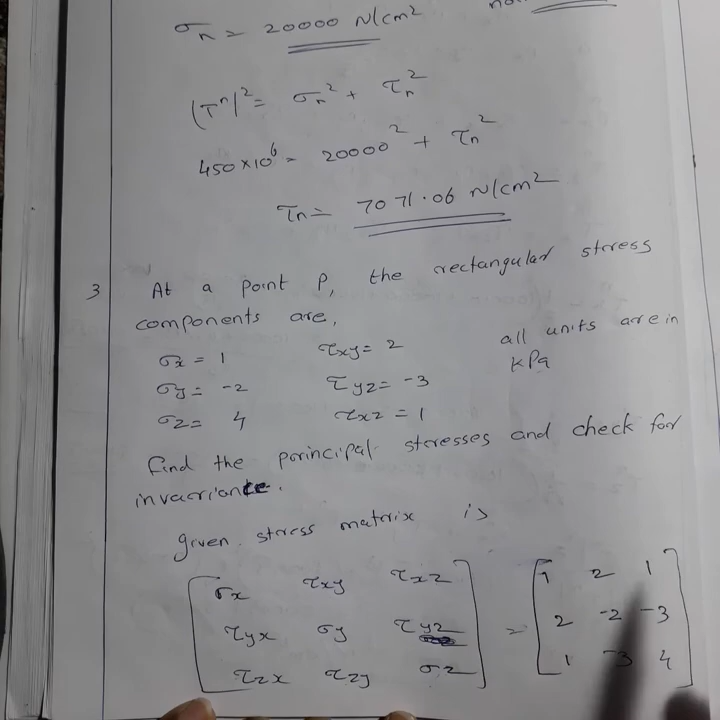 σn = 20000 N/cm²
(Tⁿ)² = σn² + τn²
450×10⁶ = 20000² + τn²
τn = 7071.06 N/cm²
3 At a point P, the rectangular stress
components are,
σx = 1 τxy = 2 all units are in
σy = -2 τyz = -3 kPa
σz = 4 τxz = 1
Find the principal stresses and check for
invariance.
given stress matrix is
[σx τxy τxz = [1 2 1
τyx σy τyz 2 -2 -3
τzx τzy σz] 1 -3 4]